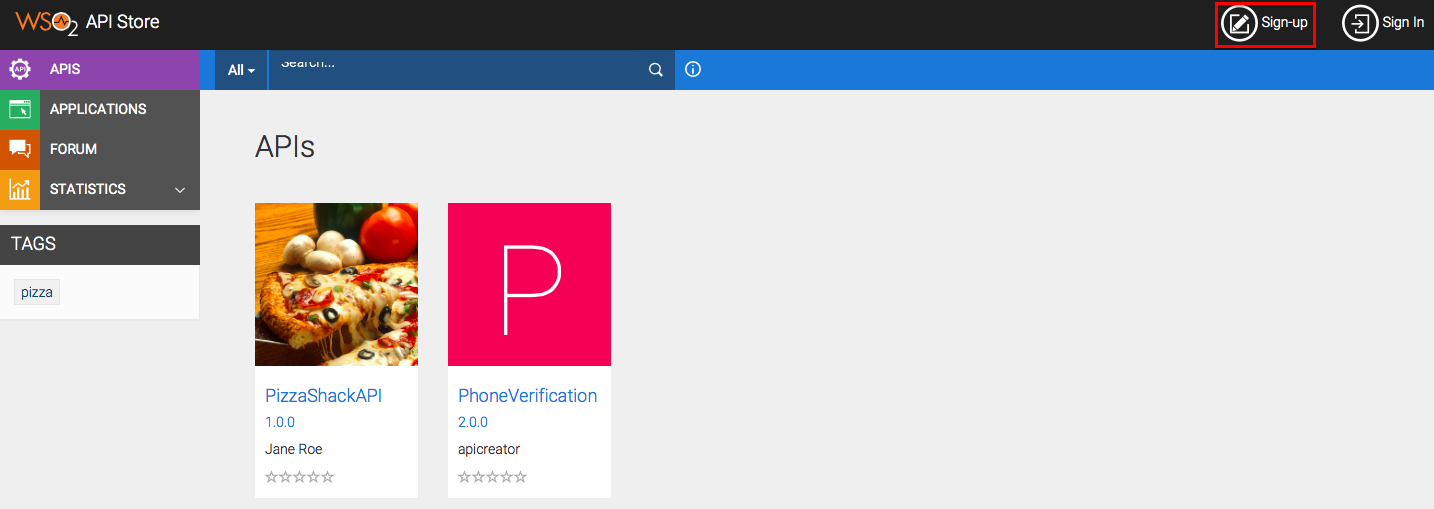 WSO2 API Store
Sign-up
Sign In
API APIS
All
Search...
APPLICATIONS
FORUM
STATISTICS
TAGS
pizza
APIs
P
PizzaShackAPI
1.0.0
Jane Roe
PhoneVerification
2.0.0
apicreator